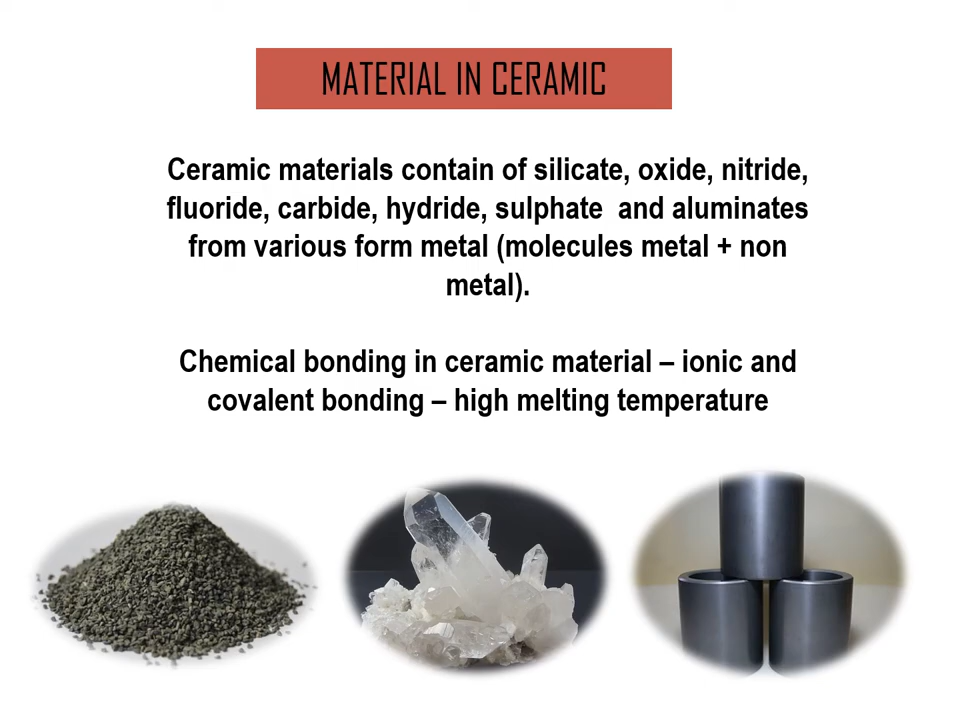 MATERIAL IN CERAMIC
Ceramic materials contain of silicate, oxide, nitride,
fluoride, carbide, hydride, sulphate  and aluminates
from various form metal (molecules metal + non
metal).
Chemical bonding in ceramic material – ionic and
covalent bonding – high melting temperature